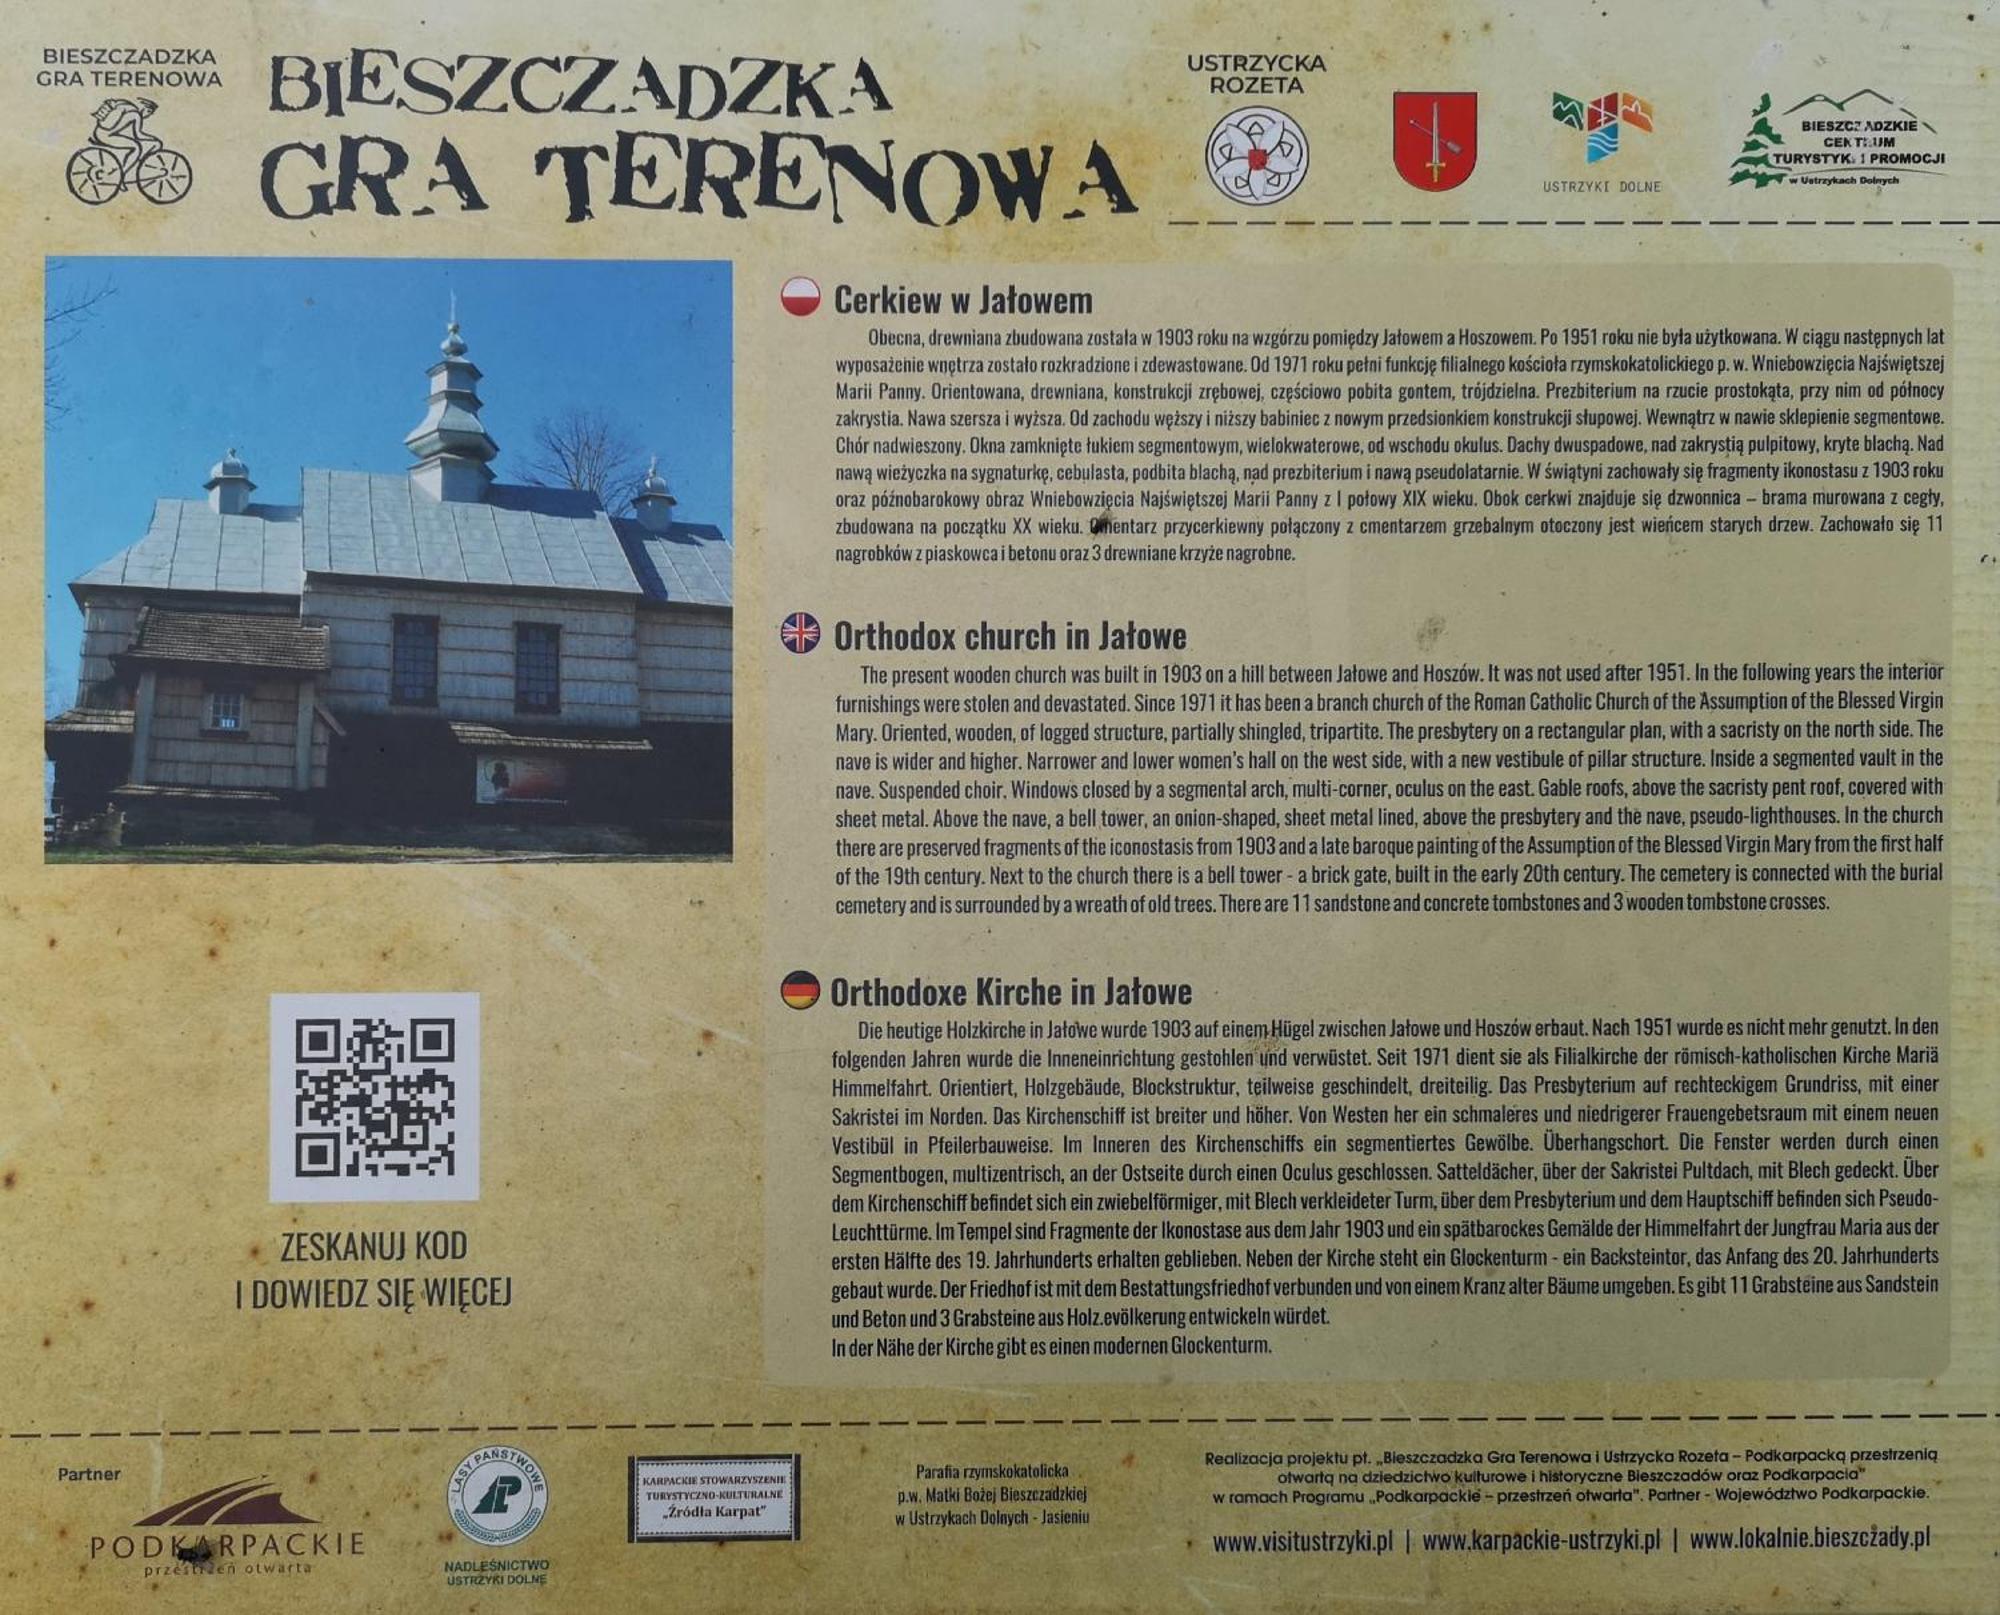 BIESZCZADZKA
GRA TERENOWA
BIESZCZADZKA
GRA TERENOWA
USTRZYCKA
ROZETA
USTRZYKI DOLNE
BIESZCZADZKIE
CENTRUM
TURYSTYKI I PROMOCJI
w Ustrzykach Dolnych
Cerkiew w Jałowem
Obecna, drewniana zbudowana została w 1903 roku na wzgórzu pomiędzy Jałowem a Hoszowem. Po 1951 roku nie była użytkowana. W ciągu następnych lat
wyposażenie wnętrza zostało rozkradzione i zdewastowane. Od 1971 roku pełni funkcję filialnego kościoła rzymskokatolickiego p. w. Wniebowzięcia Najświętszej
Marii Panny. Orientowana, drewniana, konstrukcji zrębowej, częściowo pobita gontem, trójdzielna. Prezbiterium na rzucie prostokąta, przy nim od północy
zakrystia. Nawa szersza i wyższa. Od zachodu węższy i niższy babiniec z nowym przedsionkiem konstrukcji słupowej. Wewnątrz w nawie sklepienie segmentowe.
Chór nadwieszony. Okna zamknięte łukiem segmentowym, wielokwaterowe, od wschodu okulus. Dachy dwuspadowe, nad zakrystią pulpitowy, kryte blachą. Nad
nawą wieżyczka na sygnaturkę, cebulasta, podbita blachą, nad prezbiterium i nawą pseudolatarnie. W świątyni zachowały się fragmenty ikonostasu z 1903 roku
oraz późnobarokowy obraz Wniebowzięcia Najświętszej Marii Panny z I połowy XIX wieku. Obok cerkwi znajduje się dzwonnica – brama murowana z cegły,
zbudowana na początku XX wieku. Cmentarz przycerkiewny połączony z cmentarzem grzebalnym otoczony jest wieńcem starych drzew. Zachowało się 11
nagrobków z piaskowca i betonu oraz 3 drewniane krzyże nagrobne.
Orthodox church in Jałowe
The present wooden church was built in 1903 on a hill between Jałowe and Hoszów. It was not used after 1951. In the following years the interior
furnishings were stolen and devastated. Since 1971 it has been a branch church of the Roman Catholic Church of the Assumption of the Blessed Virgin
Mary. Oriented, wooden, of logged structure, partially shingled, tripartite. The presbytery on a rectangular plan, with a sacristy on the north side. The
nave is wider and higher. Narrower and lower women's hall on the west side, with a new vestibule of pillar structure. Inside a segmented vault in the
nave. Suspended choir. Windows closed by a segmental arch, multi-corner, oculus on the east. Gable roofs, above the sacristy pent roof, covered with
sheet metal. Above the nave, a bell tower, an onion-shaped, sheet metal lined, above the presbytery and the nave, pseudo-lighthouses. In the church
there are preserved fragments of the iconostasis from 1903 and a late baroque painting of the Assumption of the Blessed Virgin Mary from the first half
of the 19th century. Next to the church there is a bell tower - a brick gate, built in the early 20th century. The cemetery is connected with the burial
cemetery and is surrounded by a wreath of old trees. There are 11 sandstone and concrete tombstones and 3 wooden tombstone crosses.
Orthodoxe Kirche in Jałowe
Die heutige Holzkirche in Jałowe wurde 1903 auf einem Hügel zwischen Jałowe und Hoszów erbaut. Nach 1951 wurde es nicht mehr genutzt. In den
folgenden Jahren wurde die Inneneinrichtung gestohlen und verwüstet. Seit 1971 dient sie als Filialkirche der römisch-katholischen Kirche Mariä
Himmelfahrt. Orientiert, Holzgebäude, Blockstruktur, teilweise geschindelt, dreiteilig. Das Presbyterium auf rechteckigem Grundriss, mit einer
Sakristei im Norden. Das Kirchenschiff ist breiter und höher. Von Westen her ein schmaleres und niedrigerer Frauengebetsraum mit einem neuen
Vestibül in Pfeilerbauweise. Im Inneren des Kirchenschiffs ein segmentiertes Gewölbe. Überhangschort. Die Fenster werden durch einen
Segmentbogen, multizentrisch, an der Ostseite durch einen Oculus geschlossen. Satteldächer, über der Sakristei Pultdach, mit Blech gedeckt. Über
dem Kirchenschiff befindet sich ein zwiebelförmiger, mit Blech verkleideter Turm, über dem Presbyterium und dem Hauptschiff befinden sich Pseudo-
Leuchttürme. Im Tempel sind Fragmente der Ikonostase aus dem Jahr 1903 und ein spätbarockes Gemälde der Himmelfahrt der Jungfrau Maria aus der
ersten Hälfte des 19. Jahrhunderts erhalten geblieben. Neben der Kirche steht ein Glockenturm - ein Backsteintor, das Anfang des 20. Jahrhunderts
gebaut wurde. Der Friedhof ist mit dem Bestattungsfriedhof verbunden und von einem Kranz alter Bäume umgeben. Es gibt 11 Grabsteine aus Sandstein
und Beton und 3 Grabsteine aus Holz.evölkerung entwickeln würdet.
In der Nähe der Kirche gibt es einen modernen Glockenturm.
ZESKANUJ KOD
I DOWIEDZ SIĘ WIĘCEJ
Partner
PODKARPACKIE
przestrzeń otwarta
LASY PAŃSTWOWE
NADLEŚNICTWO
USTRZYKI DOLNE
KARPACKIE STOWARZYSZENIE
TURYSTYCZNO-KULTURALNE
„Źródła Karpat”
Parafia rzymskokatolicka
p.w. Matki Bożej Bieszczadzkiej
w Ustrzykach Dolnych - Jasieniu
Realizacja projektu pt. „Bieszczadzka Gra Terenowa i Ustrzycka Rozeta – Podkarpacką przestrzenią
otwartą na dziedzictwo kulturowe i historyczne Bieszczadów oraz Podkarpacia”
w ramach Programu „Podkarpackie – przestrzeń otwarta”. Partner - Województwo Podkarpackie.
www.visitustrzyki.pl | www.karpackie-ustrzyki.pl | www.lokalnie.bieszczady.pl